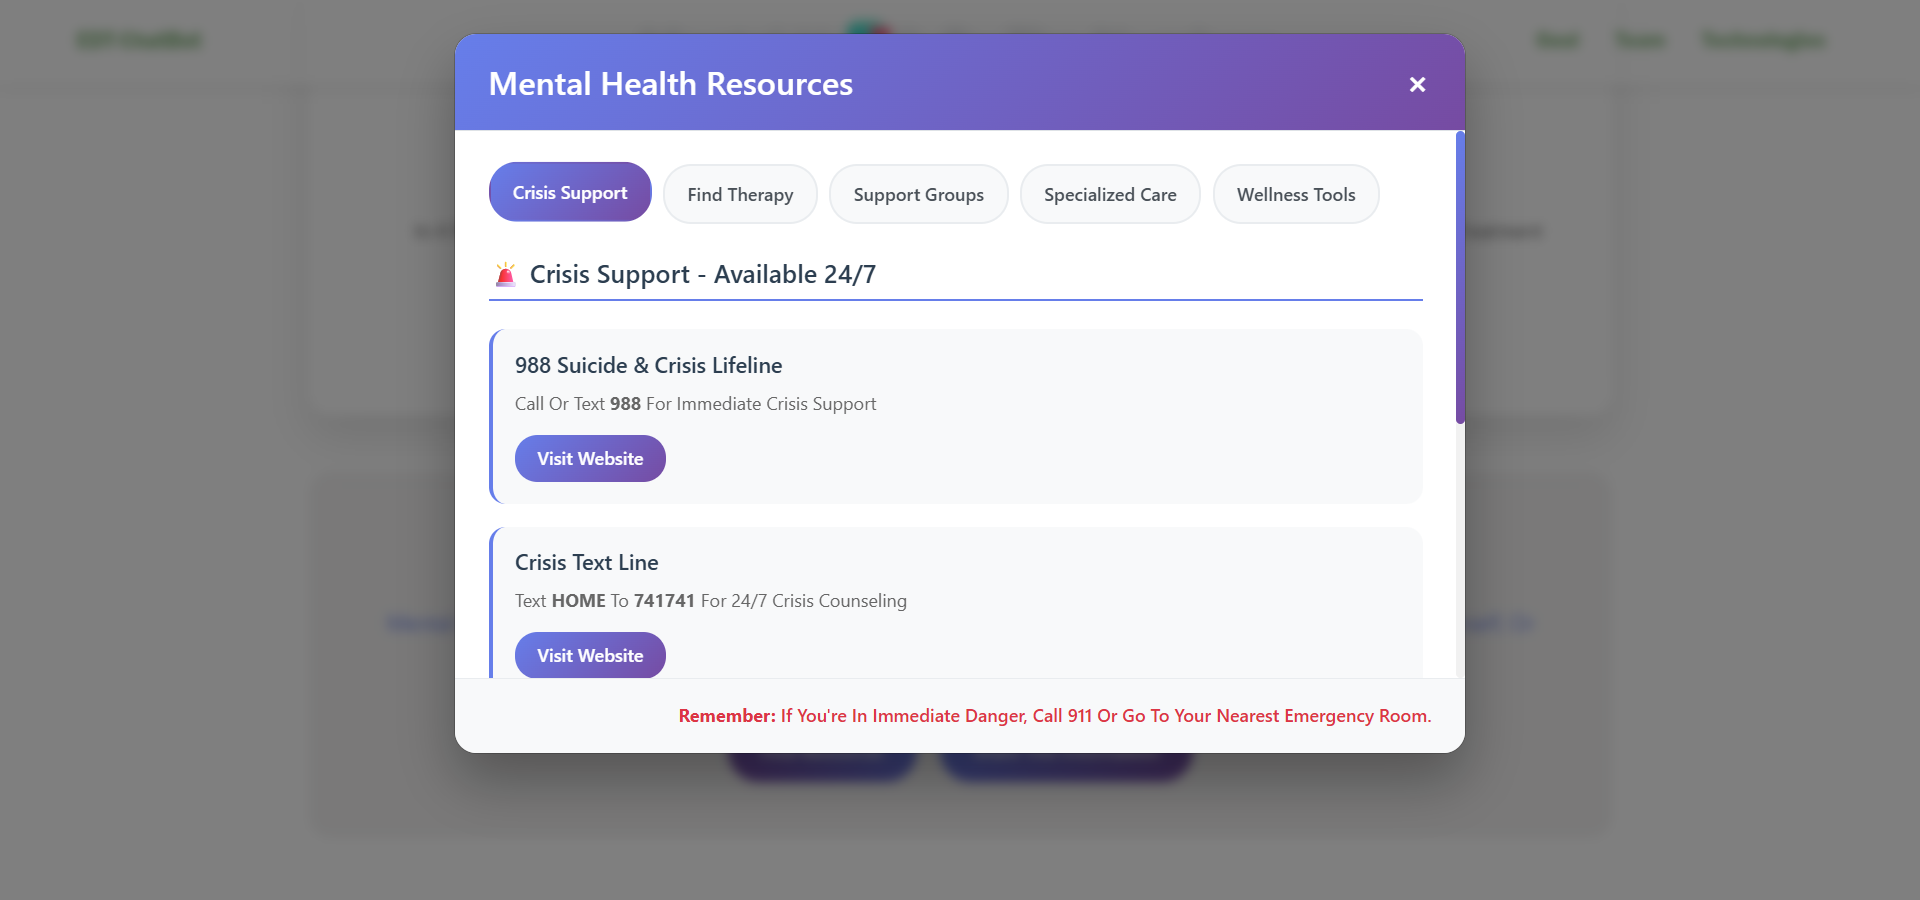 Mental Health Resources
×
Crisis Support
Find Therapy
Support Groups
Specialized Care
Wellness Tools
Crisis Support - Available 24/7
988 Suicide & Crisis Lifeline
Call Or Text 988 For Immediate Crisis Support
Visit Website
Crisis Text Line
Text HOME To 741741 For 24/7 Crisis Counseling
Visit Website
Remember: If You're In Immediate Danger, Call 911 Or Go To Your Nearest Emergency Room.